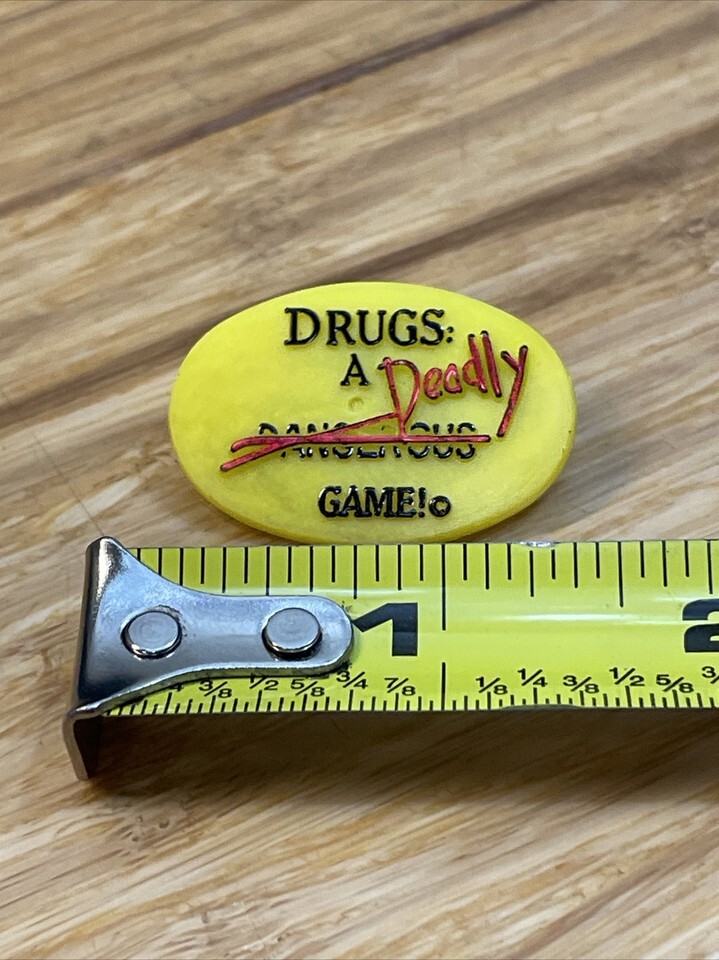 DRUGS:
A Deadly
DANGEROUS
GAME!©
1 2
1/4 3/8 1/2 5/8 3/4 7/8 1/8 1/4 3/8 1/2 5/8